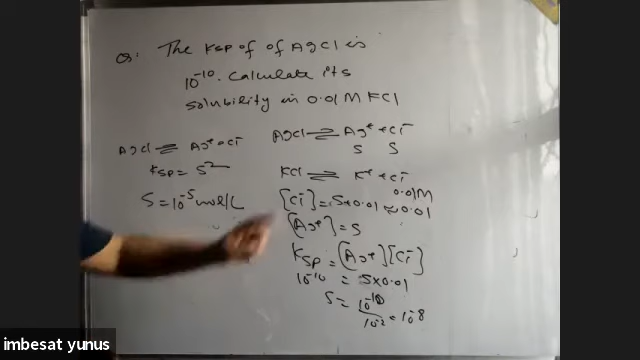 Q: The Ksp of of AgCl is
10⁻¹⁰. Calculate its
solubility in 0.01 M KCl
AgCl ⇌ Ag⁺ + Cl⁻
Ksp = S²
S = 10⁻⁵ mol/L
AgCl ⇌ Ag⁺ + Cl⁻
S S
KCl ⇌ K⁺ + Cl⁻
0.01M
[Cl⁻] = S+0.01 ≈ 0.01
[Ag⁺] = S
Ksp = [Ag⁺][Cl⁻]
10⁻¹⁰ = S×0.01
S = 10⁻¹⁰/10⁻² = 10⁻⁸
imbesat yunus